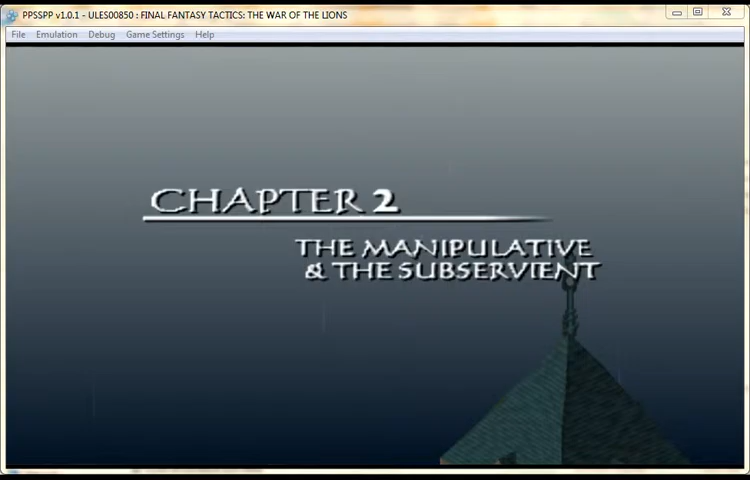 PPSSPP v1.0.1 - ULES00850 : FINAL FANTASY TACTICS: THE WAR OF THE LIONS
File Emulation Debug Game Settings Help
CHAPTER 2
THE MANIPULATIVE
& THE SUBSERVIENT